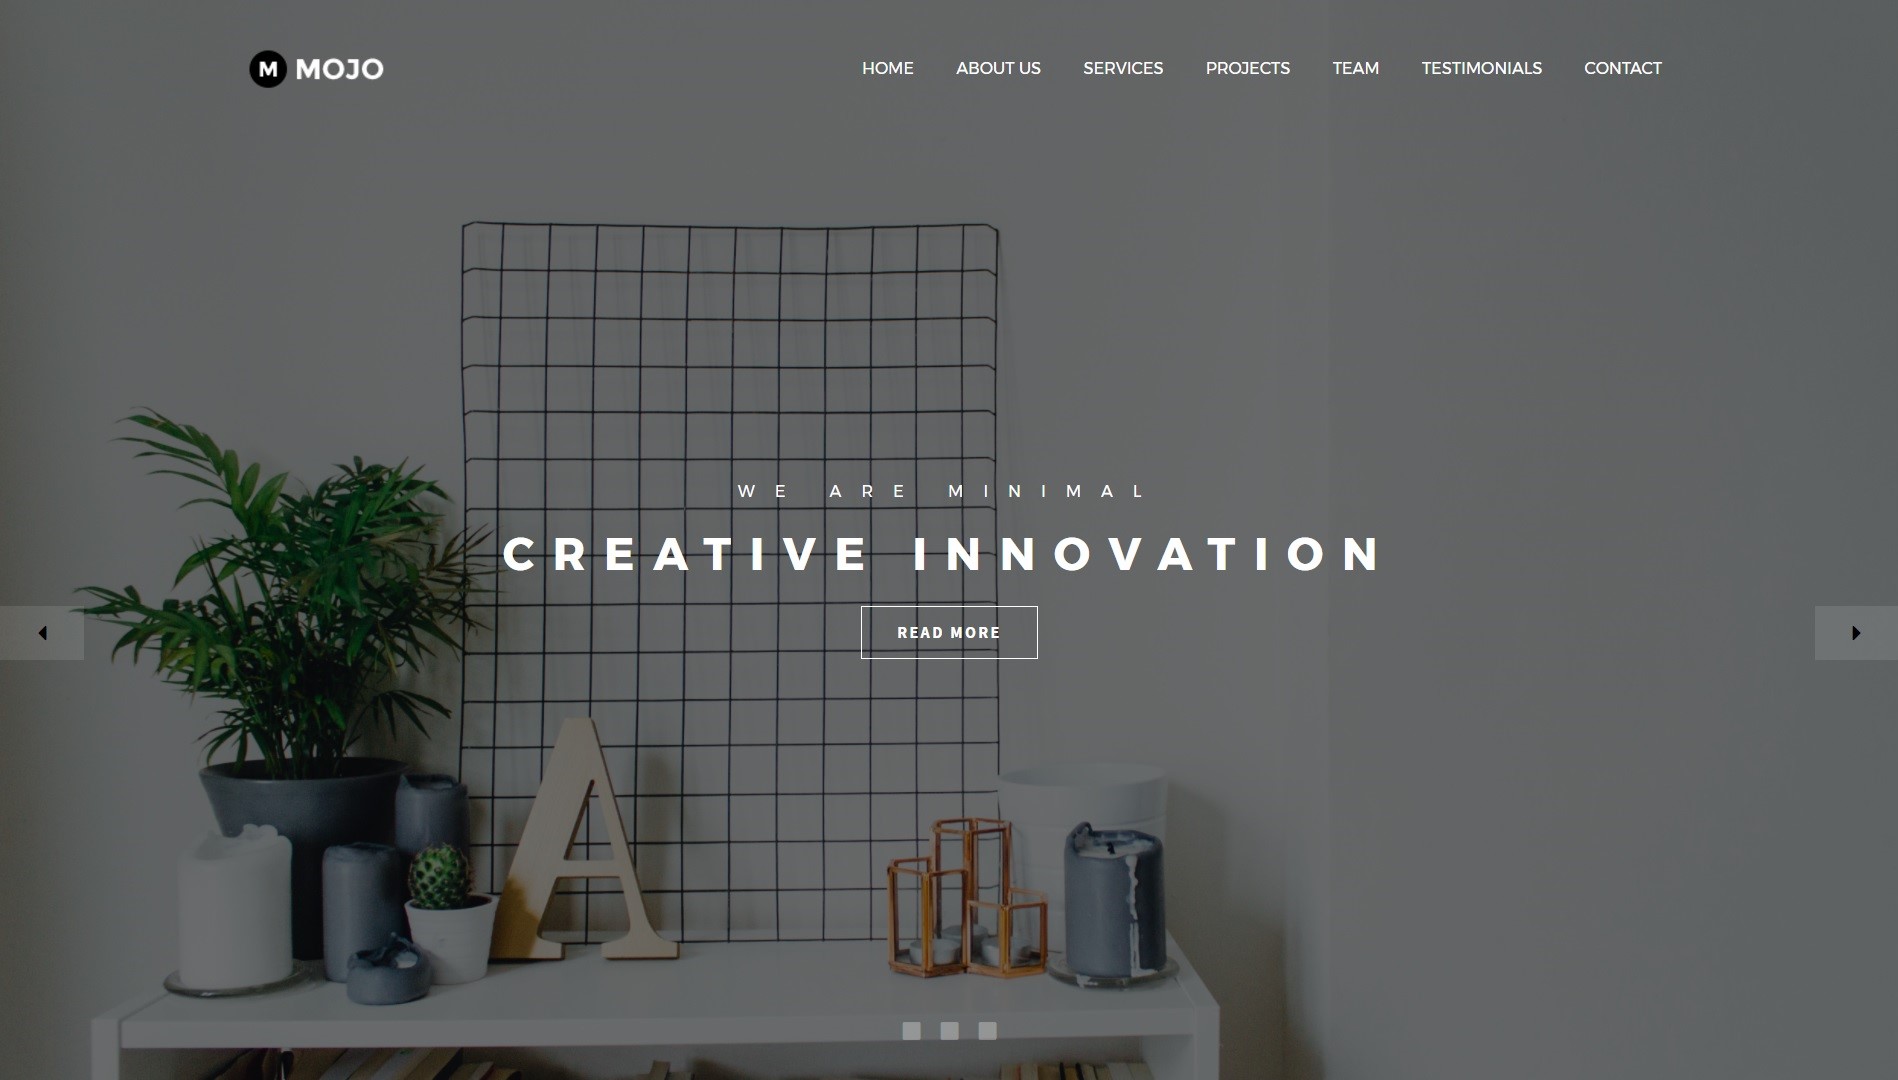 M MOJO
HOME ABOUT US SERVICES PROJECTS TEAM TESTIMONIALS CONTACT
WE ARE MINIMAL
CREATIVE INNOVATION
READ MORE
A